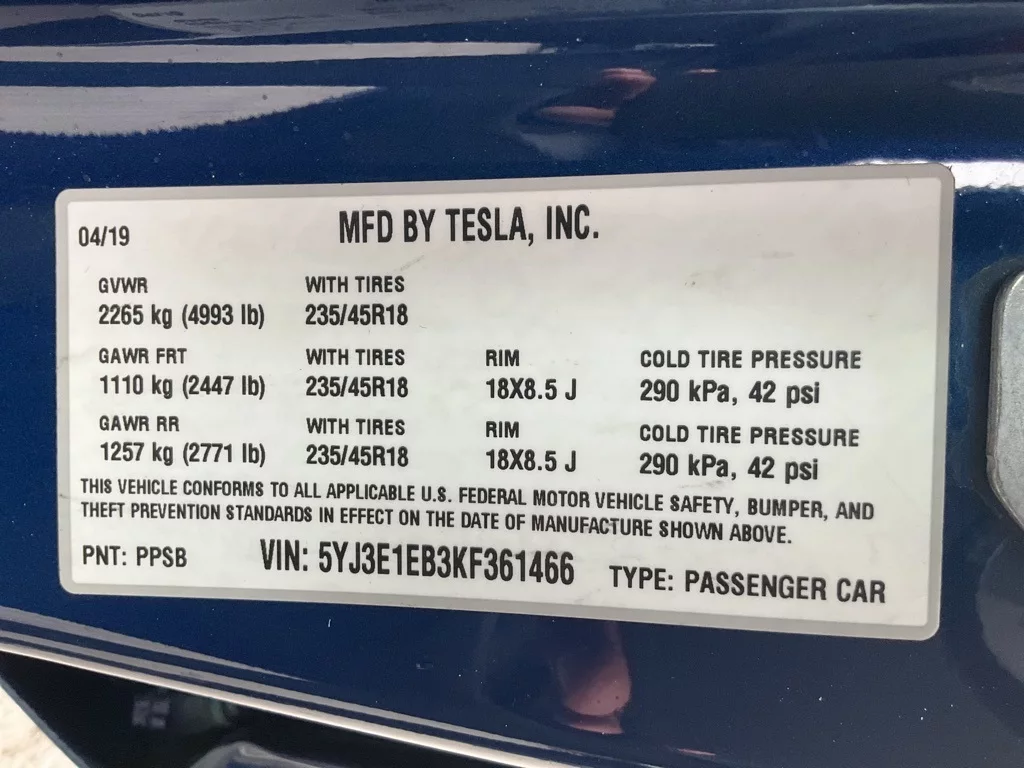 04/19 MFD BY TESLA, INC.
GVWR WITH TIRES
2265 kg (4993 lb) 235/45R18
GAWR FRT WITH TIRES RIM COLD TIRE PRESSURE
1110 kg (2447 lb) 235/45R18 18X8.5 J 290 kPa, 42 psi
GAWR RR WITH TIRES RIM COLD TIRE PRESSURE
1257 kg (2771 lb) 235/45R18 18X8.5 J 290 kPa, 42 psi
THIS VEHICLE CONFORMS TO ALL APPLICABLE U.S. FEDERAL MOTOR VEHICLE SAFETY, BUMPER, AND
THEFT PREVENTION STANDARDS IN EFFECT ON THE DATE OF MANUFACTURE SHOWN ABOVE.
PNT: PPSB VIN: 5YJ3E1EB3KF361466 TYPE: PASSENGER CAR